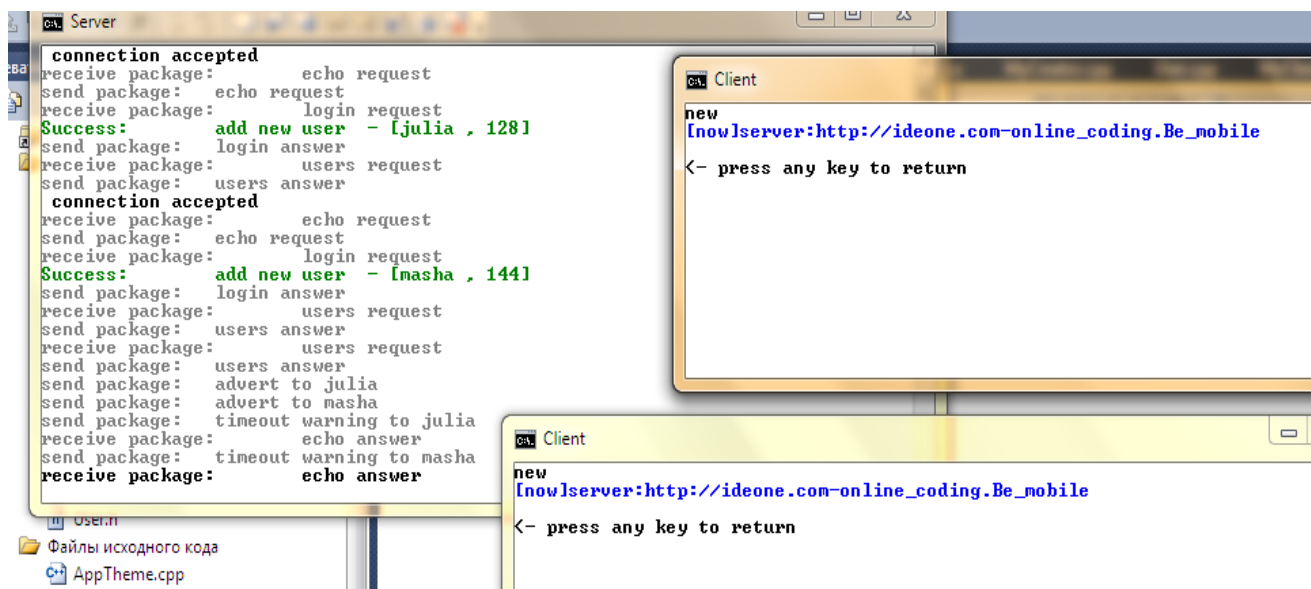 Server
connection accepted
receive package: echo request
send package: echo request
receive package: login request
Success: add new user - [julia , 128]
send package: login answer
receive package: users request
send package: users answer
connection accepted
receive package: echo request
send package: echo request
receive package: login request
Success: add new user - [masha , 144]
send package: login answer
receive package: users request
send package: users answer
receive package: users request
send package: users answer
send package: advert to julia
send package: advert to masha
send package: timeout warning to julia
receive package: echo answer
send package: timeout warning to masha
receive package: echo answer
Client
new
[now]server:http://ideone.com-online_coding.Be_mobile
<- press any key to return
Client
new
[now]server:http://ideone.com-online_coding.Be_mobile
<- press any key to return
User.h
Файлы исходного кода
AppTheme.cpp